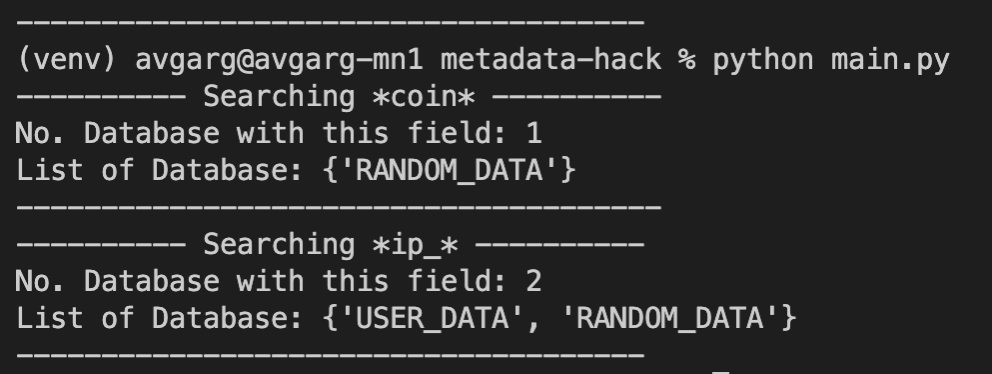 --------------------------------------
(venv) avgarg@avgarg-mn1 metadata-hack % python main.py
---------- Searching *coin* ----------
No. Database with this field: 1
List of Database: {'RANDOM_DATA'}
---------------------------------------
---------- Searching *ip_* ----------
No. Database with this field: 2
List of Database: {'USER_DATA', 'RANDOM_DATA'}
--------------------------------------